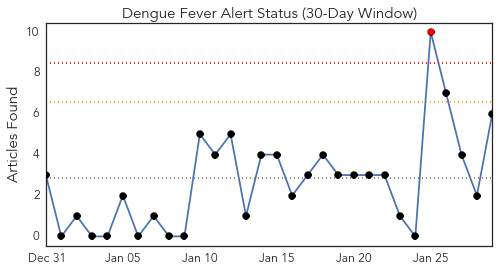 Dengue Fever Alert Status (30-Day Window)
Articles Found
10
8
6
4
2
0
Dec 31 Jan 05 Jan 10 Jan 15 Jan 20 Jan 25